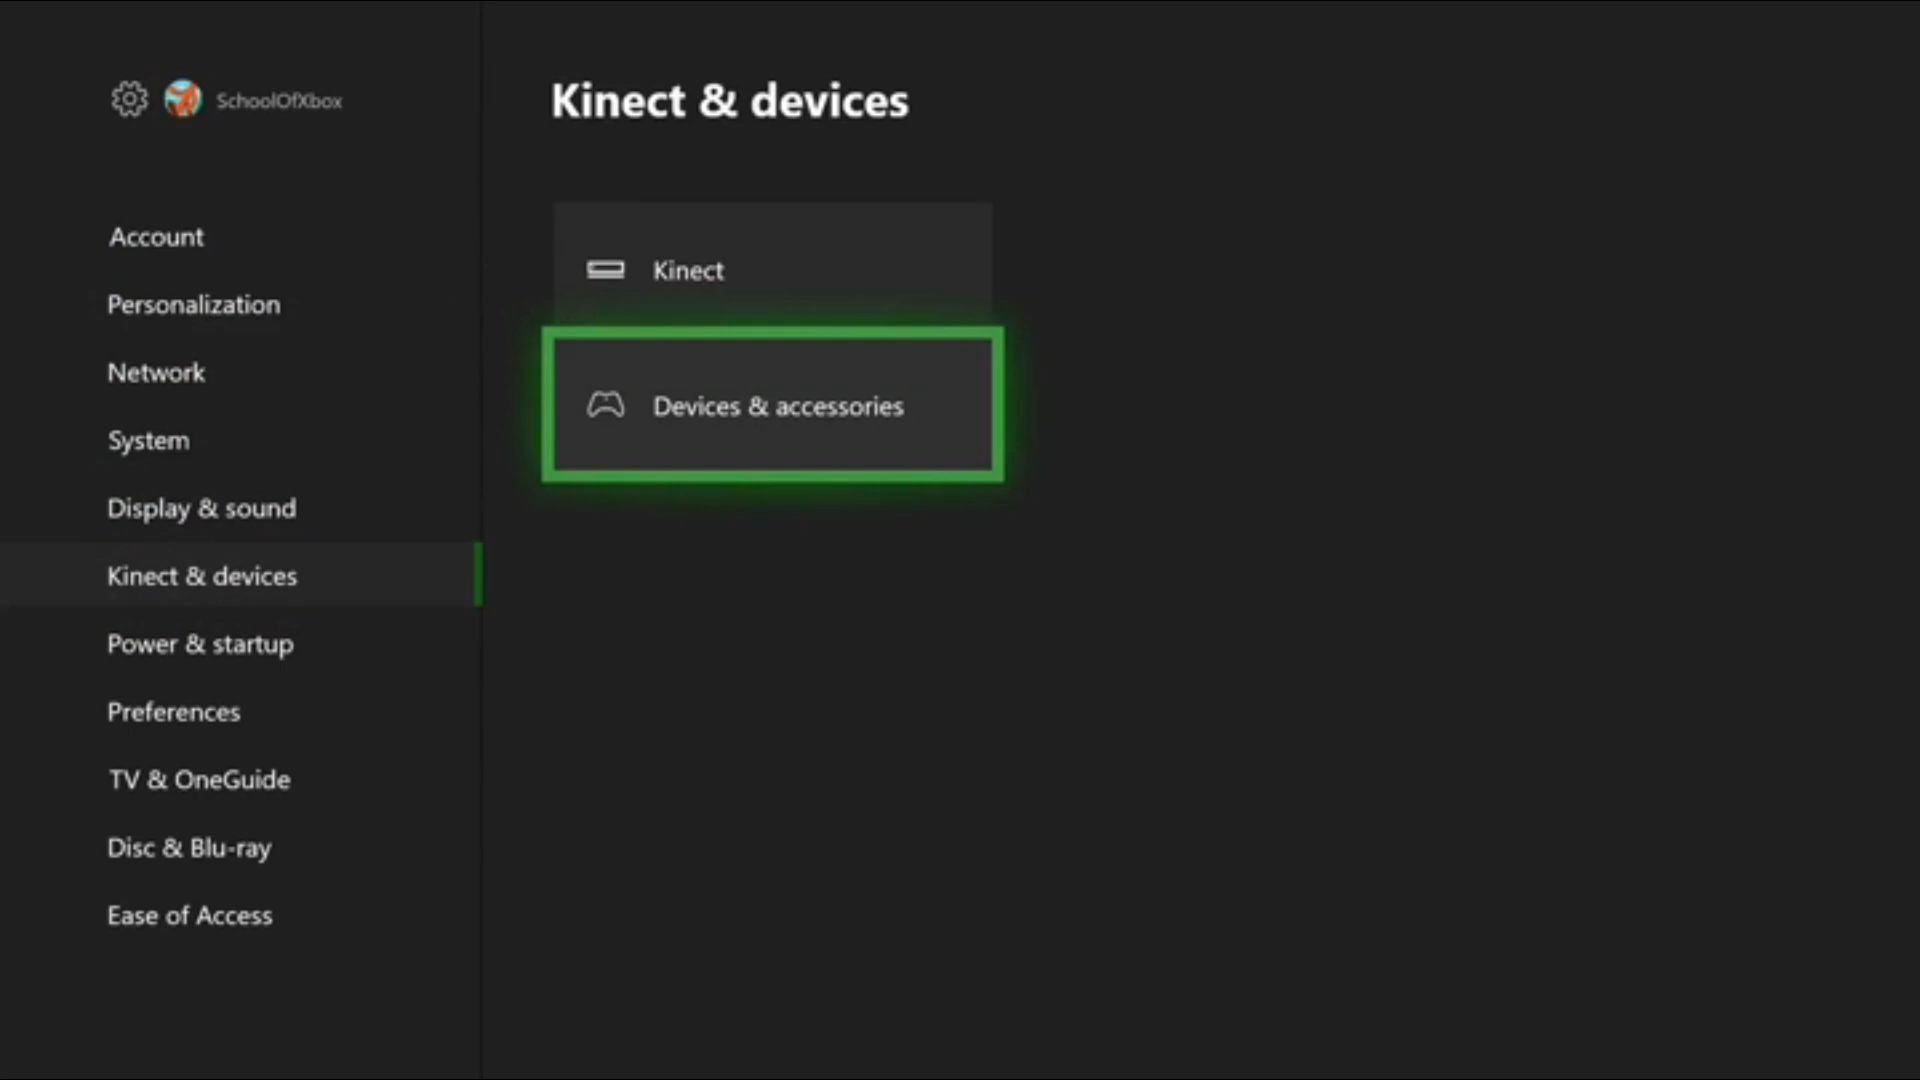 SchoolOfXbox
Account
Personalization
Network
System
Display & sound
Kinect & devices
Power & startup
Preferences
TV & OneGuide
Disc & Blu-ray
Ease of Access
Kinect & devices
Kinect
Devices & accessories